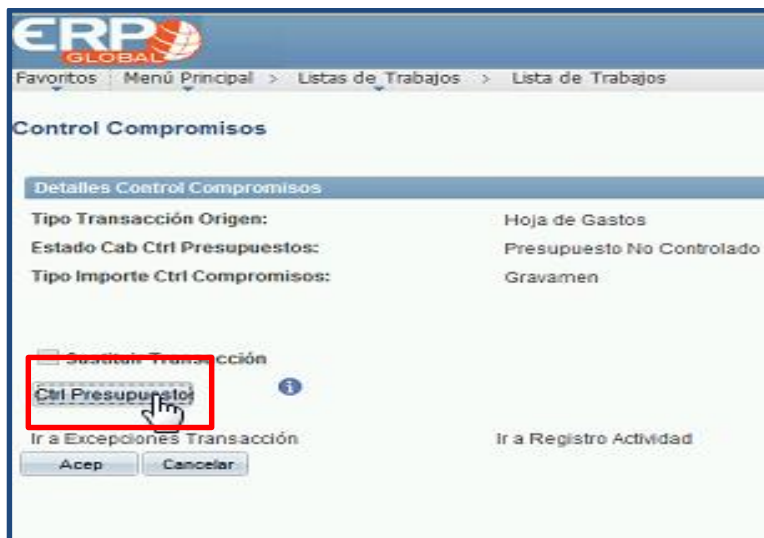 ERP
GLOBAL
Favoritos Menú Principal > Listas de Trabajos > Lista de Trabajos
Control Compromisos
Detalles Control Compromisos
Tipo Transacción Origen: Hoja de Gastos
Estado Cab Ctrl Presupuestos: Presupuesto No Controlado
Tipo Importe Ctrl Compromisos: Gravamen
Sustituir Transacción
Ctrl Presupuestos
Ir a Excepciones Transacción Ir a Registro Actividad
Acep Cancelar